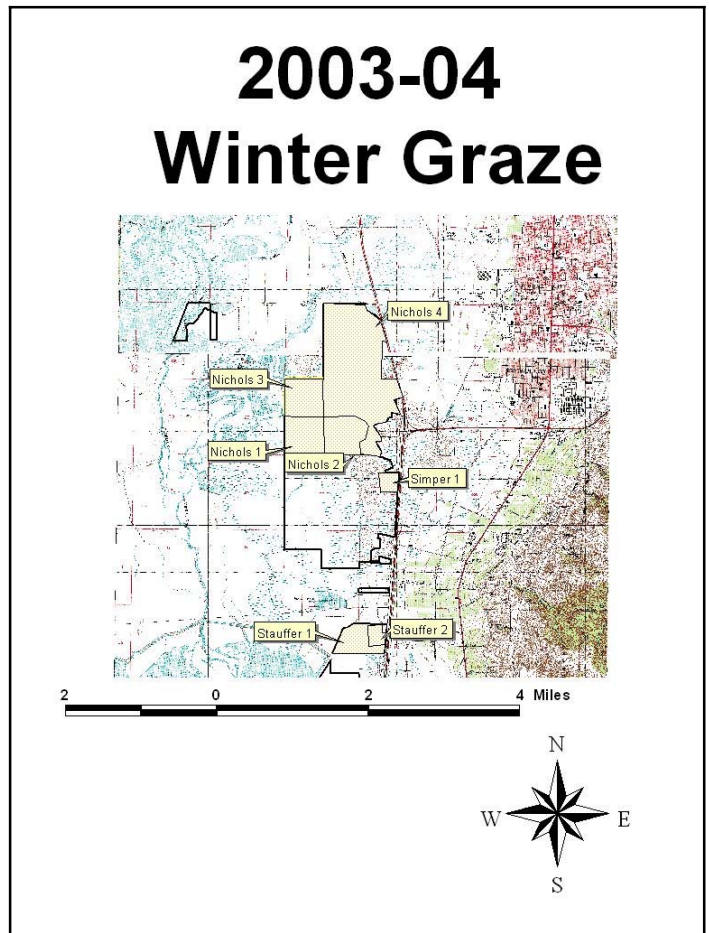 2003-04
Winter Graze
Nichols 4
Nichols 3
Nichols 1
Nichols 2
Simper 1
Stauffer 1
Stauffer 2
2 0 2 4 Miles
N
W E
S